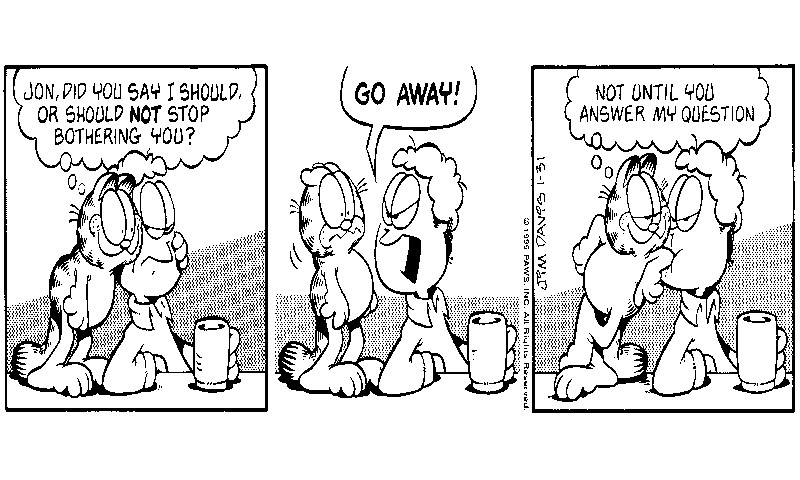 JON, DID YOU SAY I SHOULD,
OR SHOULD NOT STOP
BOTHERING YOU?
GO AWAY!
NOT UNTIL YOU
ANSWER MY QUESTION
JIM DAVIS 1-31
© 1995 PAWS, INC. All Rights Reserved.